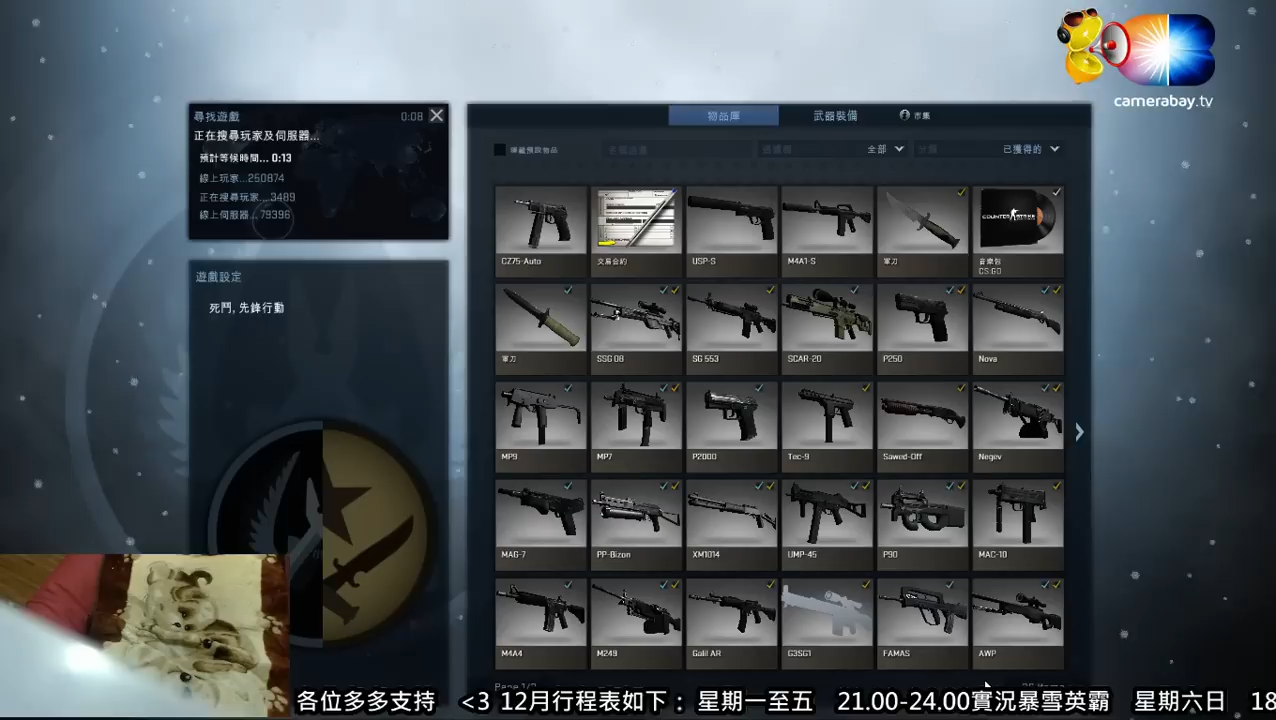 camerabay.tv
尋找遊戲 0:08
正在搜尋玩家及伺服器...
預計等候時間... 0:13
線上玩家...250874
正在搜尋玩家...3489
線上伺服器...79396
遊戲設定
死鬥, 先鋒行動
物品庫 武器裝備 市集
全部 已獲得的
CZ75-Auto 交易合約 USP-S M4A1-S 軍刀 音樂包
CS:GO
COUNTER STRIKE
軍刀 SSG 08 SG 553 SCAR-20 P250 Nova
MP9 MP7 P2000 Tec-9 Sawed-Off Negev
MAG-7 PP-Bizon XM1014 UMP-45 P90 MAC-10
M4A4 M249 Galil AR G3SG1 FAMAS AWP
各位多多支持 <3 12月行程表如下： 星期一至五 21.00-24.00實況暴雪英霸 星期六日 18